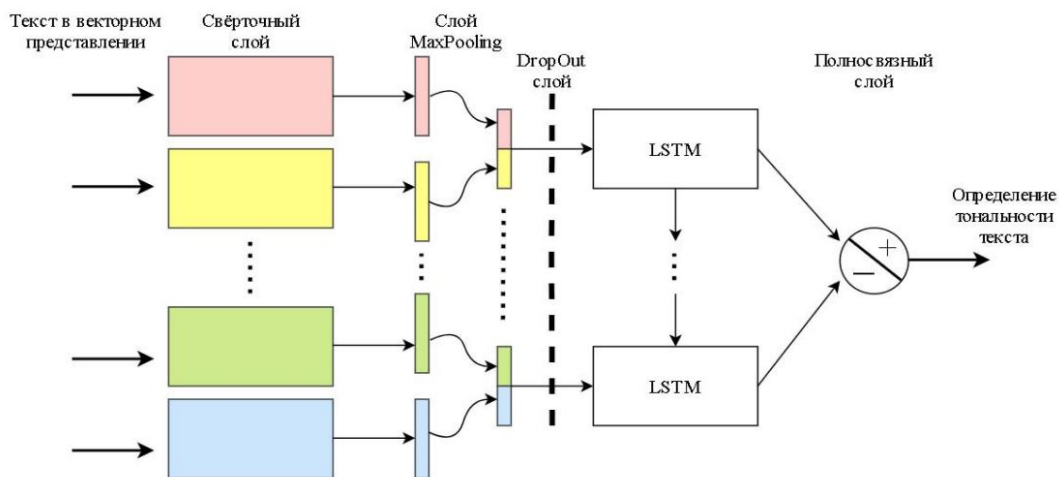 Текст в векторном
представлении
Свёрточный
слой
Слой
MaxPooling
DropOut
слой
Полносвязный
слой
LSTM
LSTM
+
−
Определение
тональности
текста